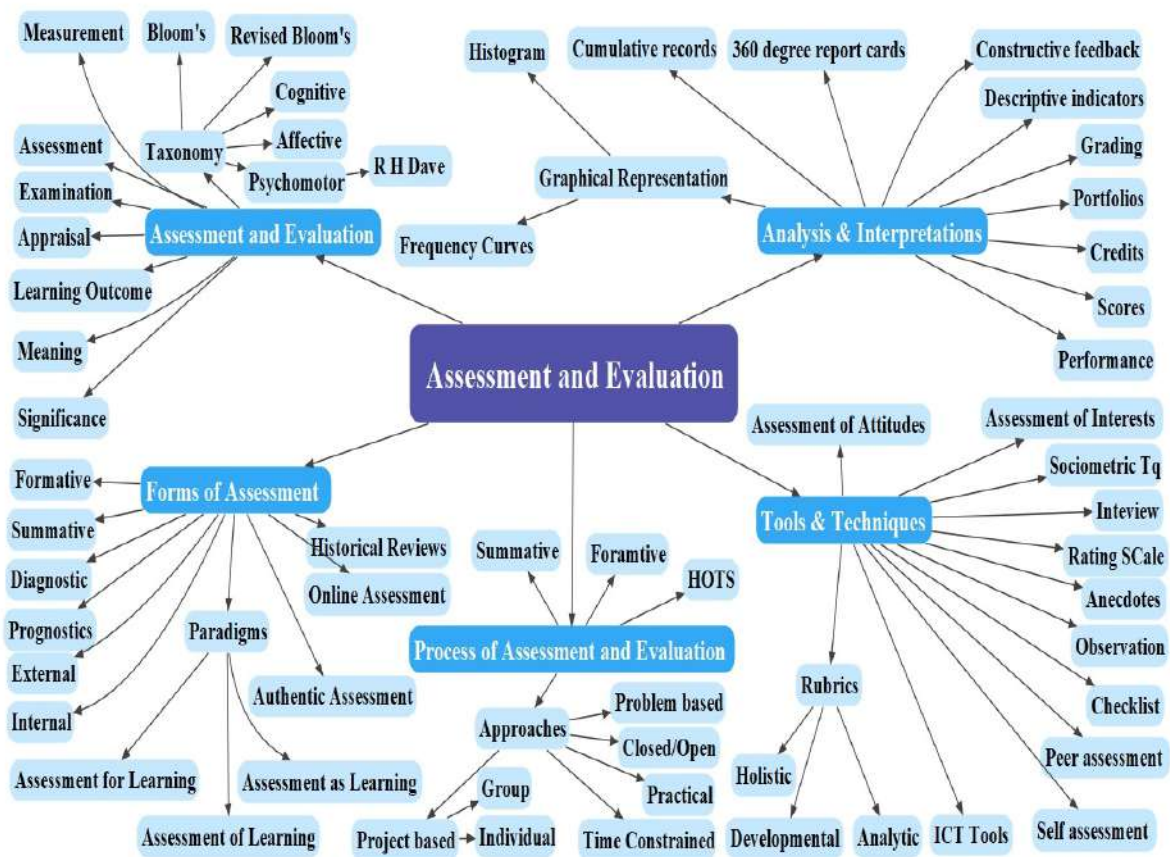 Measurement
Bloom's
Revised Bloom's
Cognitive
Affective
Taxonomy
Psychomotor
R H Dave
Assessment
Examination
Appraisal
Assessment and Evaluation
Learning Outcome
Meaning
Significance
Histogram
Cumulative records
360 degree report cards
Constructive feedback
Descriptive indicators
Grading
Graphical Representation
Portfolios
Frequency Curves
Analysis & Interpretations
Credits
Scores
Performance
Assessment and Evaluation
Formative
Forms of Assessment
Summative
Diagnostic
Prognostics
External
Internal
Historical Reviews
Online Assessment
Paradigms
Authentic Assessment
Assessment for Learning
Assessment as Learning
Assessment of Learning
Summative
Foramtive
HOTS
Process of Assessment and Evaluation
Approaches
Problem based
Closed/Open
Practical
Group
Project based
Individual
Time Constrained
Assessment of Attitudes
Assessment of Interests
Sociometric Tq
Tools & Techniques
Inteview
Rating SCale
Anecdotes
Observation
Checklist
Rubrics
Peer assessment
Holistic
Developmental
Analytic
ICT Tools
Self assessment